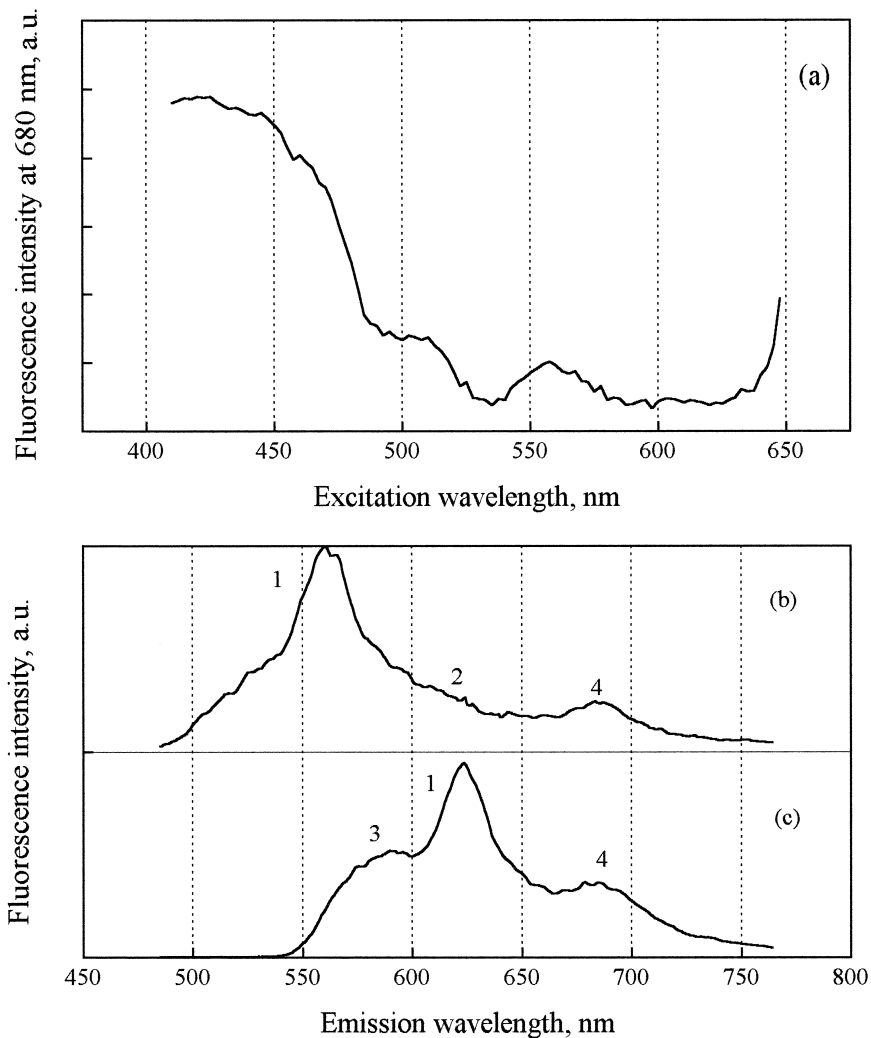 Fluorescence intensity at 680 nm, a.u.
(a)
400 450 500 550 600 650
Excitation wavelength, nm
Fluorescence intensity, a.u.
1
2
4
(b)
3
1
4
(c)
450 500 550 600 650 700 750 800
Emission wavelength, nm